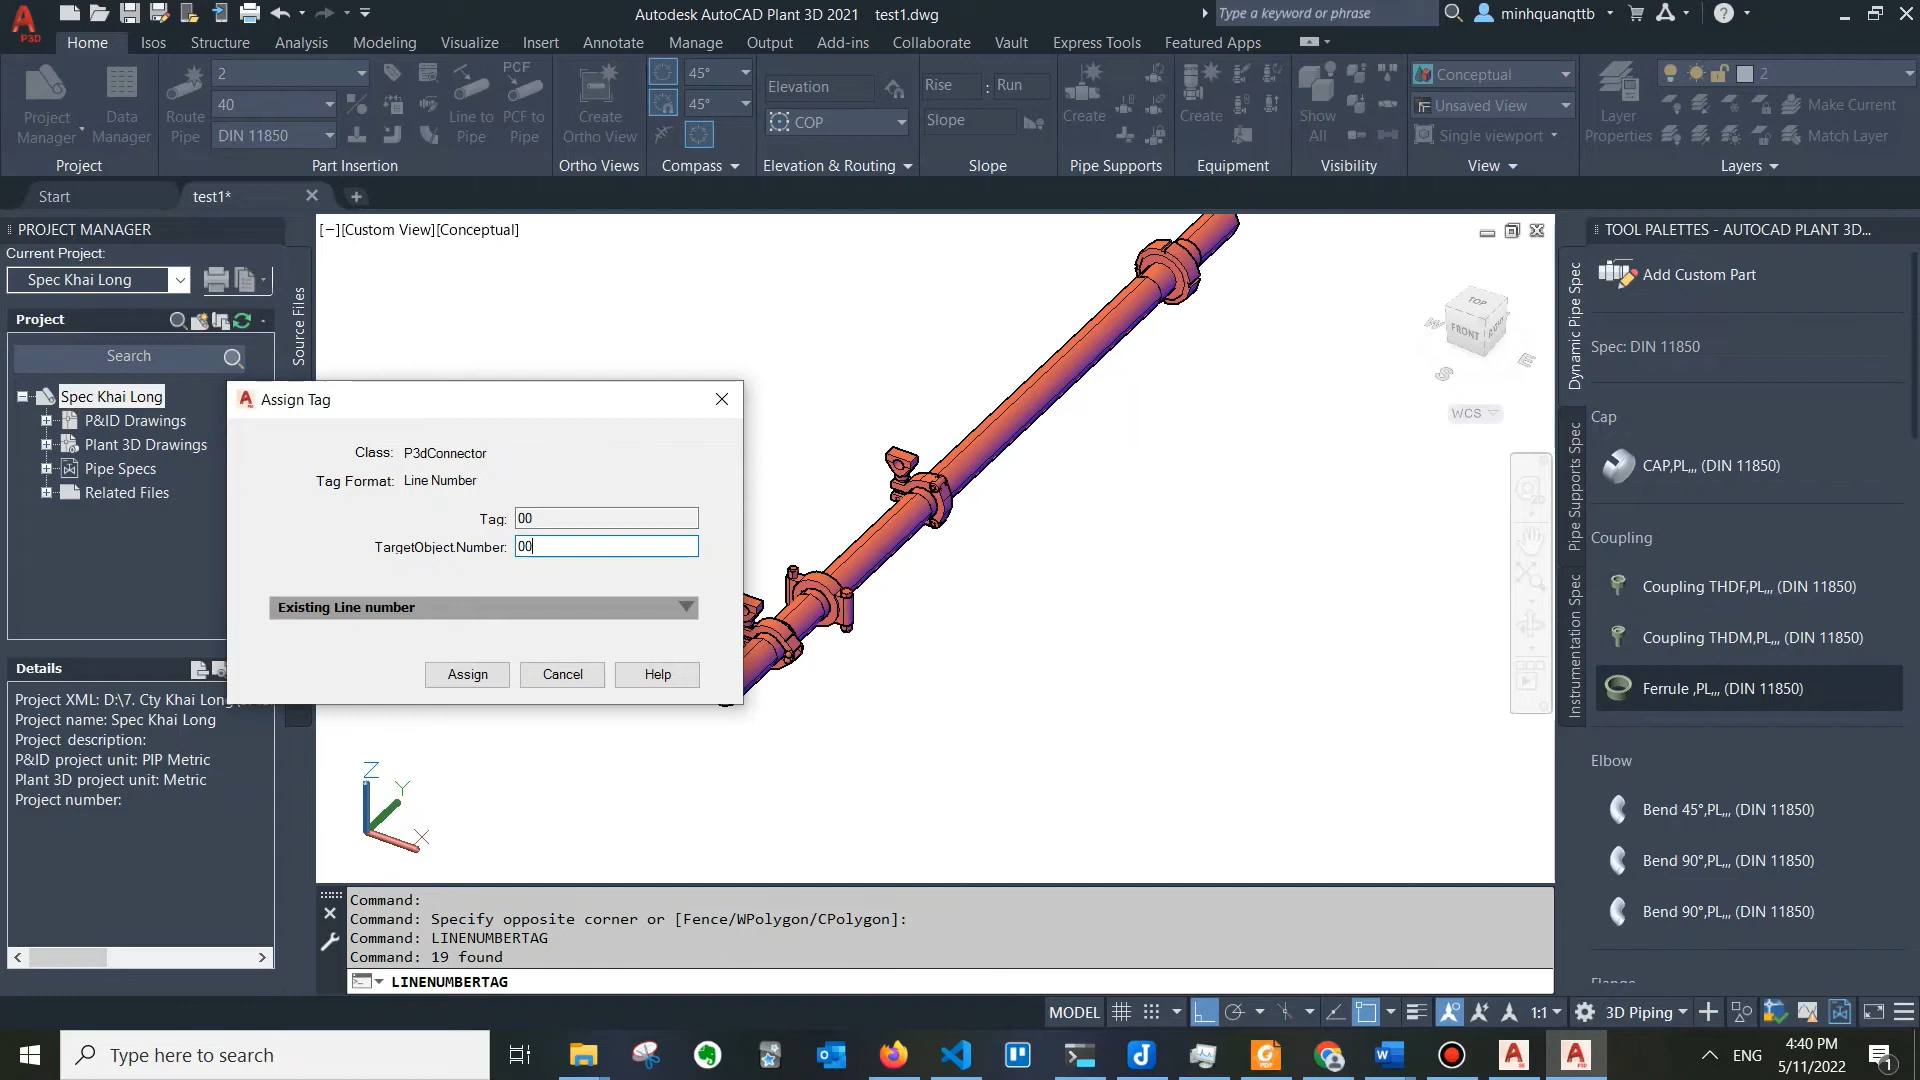 Autodesk AutoCAD Plant 3D 2021 test1.dwg
Type a keyword or phrase
minhquanqttb
P3D
Home Isos Structure Analysis Modeling Visualize Insert Annotate Manage Output Add-ins Collaborate Vault Express Tools Featured Apps
Project Manager
Data Manager
Project
Route Pipe
2
40
DIN 11850
Line to Pipe
PCF
PCF to Pipe
Part Insertion
Create Ortho View
Ortho Views
45°
45°
Compass
Elevation
COP
Elevation & Routing
Rise : Run
Slope
Slope
Create
Pipe Supports
Create
Equipment
Show All
Visibility
Conceptual
Unsaved View
Single viewport
View
Layer Properties
2
Make Current
Match Layer
Layers
Start
test1*
PROJECT MANAGER
Current Project:
Spec Khai Long
Project
Search
Spec Khai Long
P&ID Drawings
Plant 3D Drawings
Pipe Specs
Related Files
Source Files
Details
Project XML: D:\7. Cty Khai Long
Project name: Spec Khai Long
Project description:
P&ID project unit: PIP Metric
Plant 3D project unit: Metric
Project number:
[−][Custom View][Conceptual]
Assign Tag
Class: P3dConnector
Tag Format: Line Number
Tag: 00
TargetObject.Number: 00
Existing Line number
Assign
Cancel
Help
TOP
FRONT
W
S
E
WCS
Z
Y
X
Command:
Command: Specify opposite corner or [Fence/WPolygon/CPolygon]:
Command: LINENUMBERTAG
Command: 19 found
LINENUMBERTAG
TOOL PALETTES - AUTOCAD PLANT 3D...
Dynamic Pipe Spec
Pipe Supports Spec
Instrumentation Spec
Add Custom Part
Spec: DIN 11850
Cap
CAP,PL,,, (DIN 11850)
Coupling
Coupling THDF,PL,,, (DIN 11850)
Coupling THDM,PL,,, (DIN 11850)
Ferrule ,PL,,, (DIN 11850)
Elbow
Bend 45°,PL,,, (DIN 11850)
Bend 90°,PL,,, (DIN 11850)
Bend 90°,PL,,, (DIN 11850)
Flange
MODEL
1:1
3D Piping
Type here to search
ENG
4:40 PM
5/11/2022
1